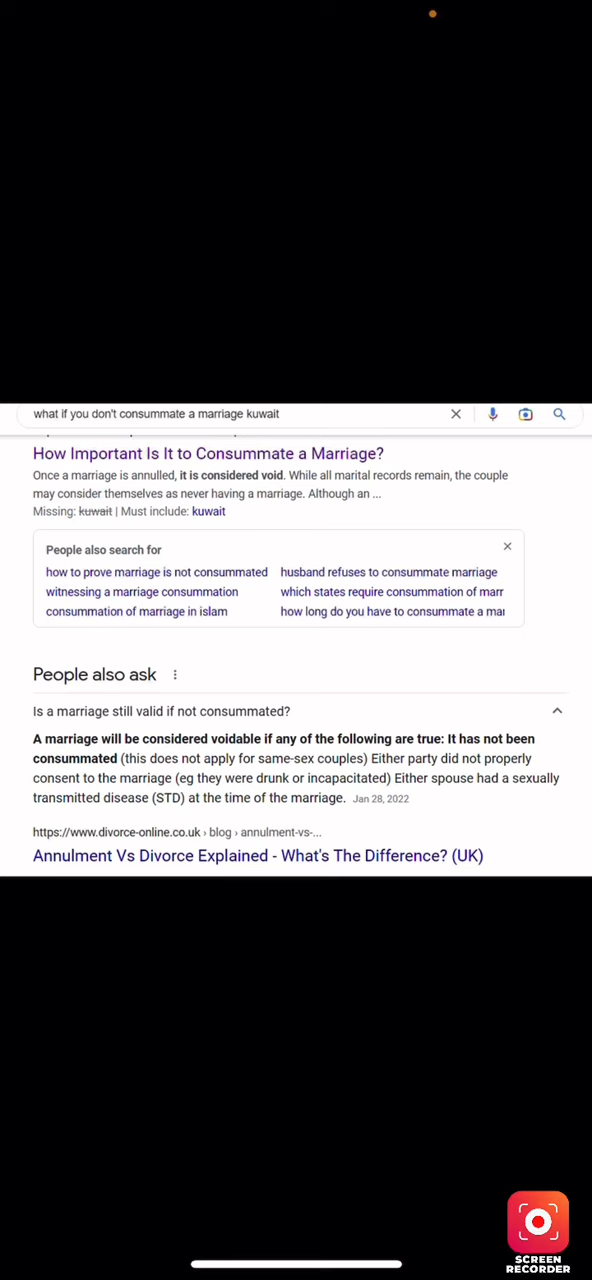 what if you don't consummate a marriage kuwait
How Important Is It to Consummate a Marriage?
Once a marriage is annulled, it is considered void. While all marital records remain, the couple
may consider themselves as never having a marriage. Although an ...
Missing: kuwait | Must include: kuwait
People also search for
how to prove marriage is not consummated
husband refuses to consummate marriage
witnessing a marriage consummation
which states require consummation of marr
consummation of marriage in islam
how long do you have to consummate a mar
People also ask
Is a marriage still valid if not consummated?
A marriage will be considered voidable if any of the following are true: It has not been
consummated (this does not apply for same-sex couples) Either party did not properly
consent to the marriage (eg they were drunk or incapacitated) Either spouse had a sexually
transmitted disease (STD) at the time of the marriage. Jan 28, 2022
https://www.divorce-online.co.uk › blog › annulment-vs-...
Annulment Vs Divorce Explained - What's The Difference? (UK)
SCREEN
RECORDER